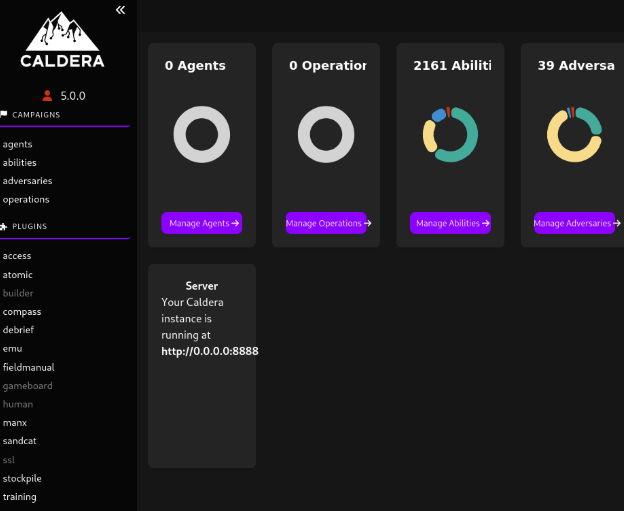 CALDERA
5.0.0
CAMPAIGNS
agents
abilities
adversaries
operations
PLUGINS
access
atomic
builder
compass
debrief
emu
fieldmanual
gameboard
human
manx
sandcat
ssl
stockpile
training
0 Agents
Manage Agents
0 Operation
Manage Operations
2161 Abiliti
Manage Abilities
39 Adversa
Manage Adversaries
Server
Your Caldera
instance is
running at
http://0.0.0.0:8888